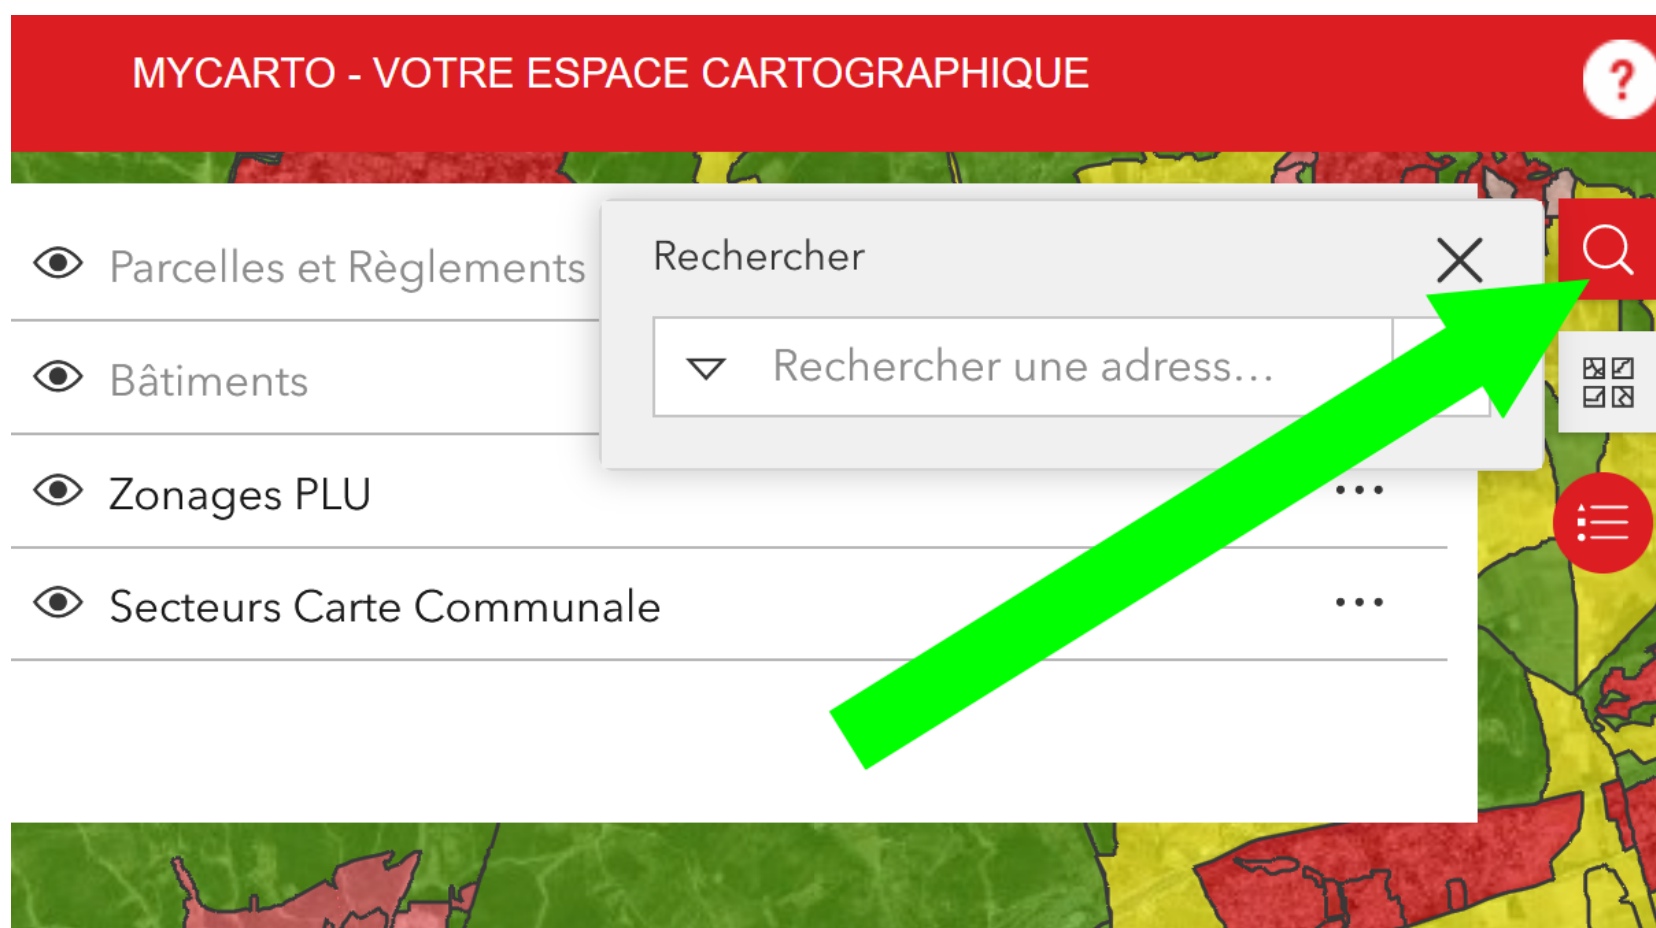 MYCARTO - VOTRE ESPACE CARTOGRAPHIQUE
?
Parcelles et Règlements
Rechercher
Rechercher une adress...
Bâtiments
Zonages PLU
Secteurs Carte Communale